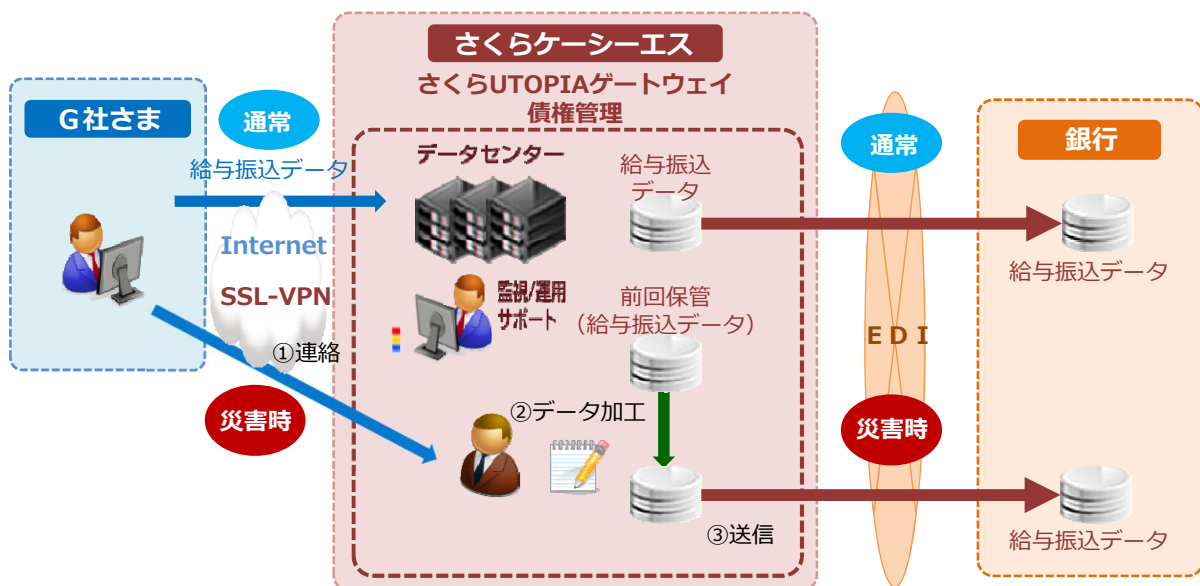 さくらケーシーエス
さくらUTOPIAゲートウェイ
債権管理
G社さま
通常
給与振込データ
Internet
SSL-VPN
①連絡
災害時
データセンター
給与振込
データ
監視/運用
サポート
前回保管
(給与振込データ)
②データ加工
③送信
通常
EDI
災害時
銀行
給与振込データ
給与振込データ